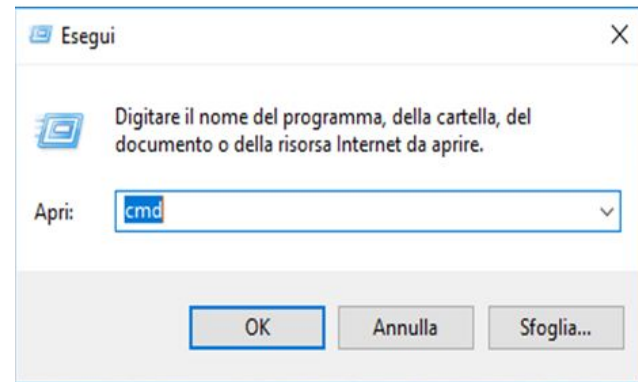 Esegui
Digitare il nome del programma, della cartella, del
documento o della risorsa Internet da aprire.
Apri: cmd
OK Annulla Sfoglia...